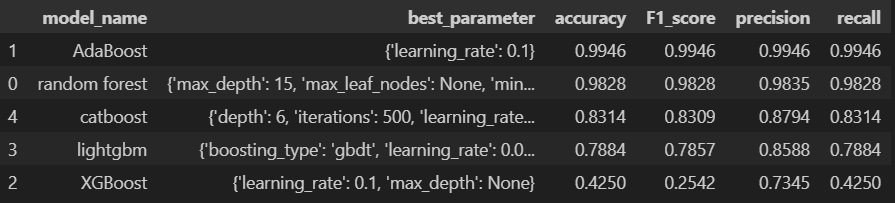 model_name best_parameter accuracy F1_score precision recall
1 AdaBoost {'learning_rate': 0.1} 0.9946 0.9946 0.9946 0.9946
0 random forest {'max_depth': 15, 'max_leaf_nodes': None, 'min... 0.9828 0.9828 0.9835 0.9828
4 catboost {'depth': 6, 'iterations': 500, 'learning_rate... 0.8314 0.8309 0.8794 0.8314
3 lightgbm {'boosting_type': 'gbdt', 'learning_rate': 0.0... 0.7884 0.7857 0.8588 0.7884
2 XGBoost {'learning_rate': 0.1, 'max_depth': None} 0.4250 0.2542 0.7345 0.4250